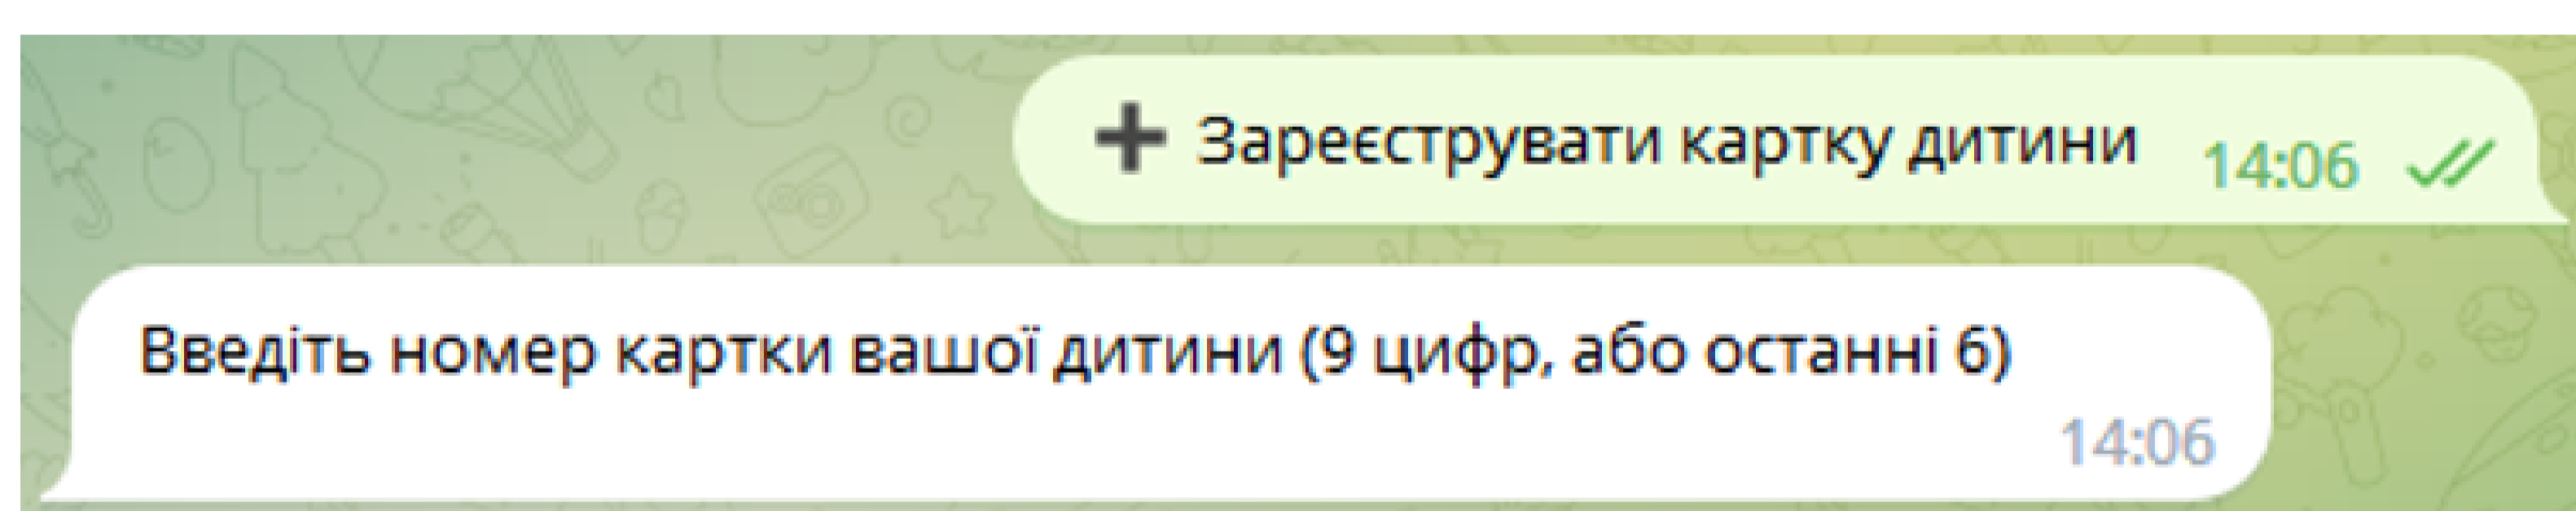 ➕ Зареєструвати картку дитини 14:06
Введіть номер картки вашої дитини (9 цифр, або останні 6)
14:06